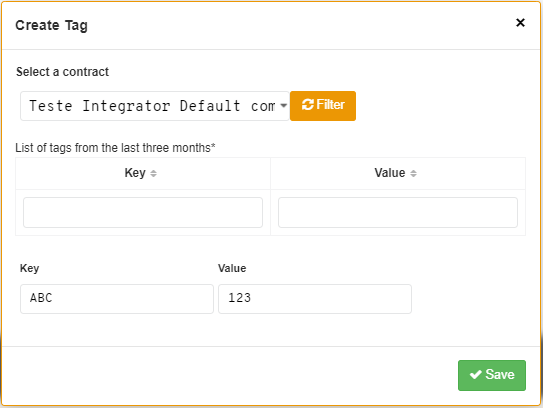 Create Tag ×
Select a contract
Teste Integrator Default com Filter
List of tags from the last three months*
Key Value
Key Value
ABC 123
Save